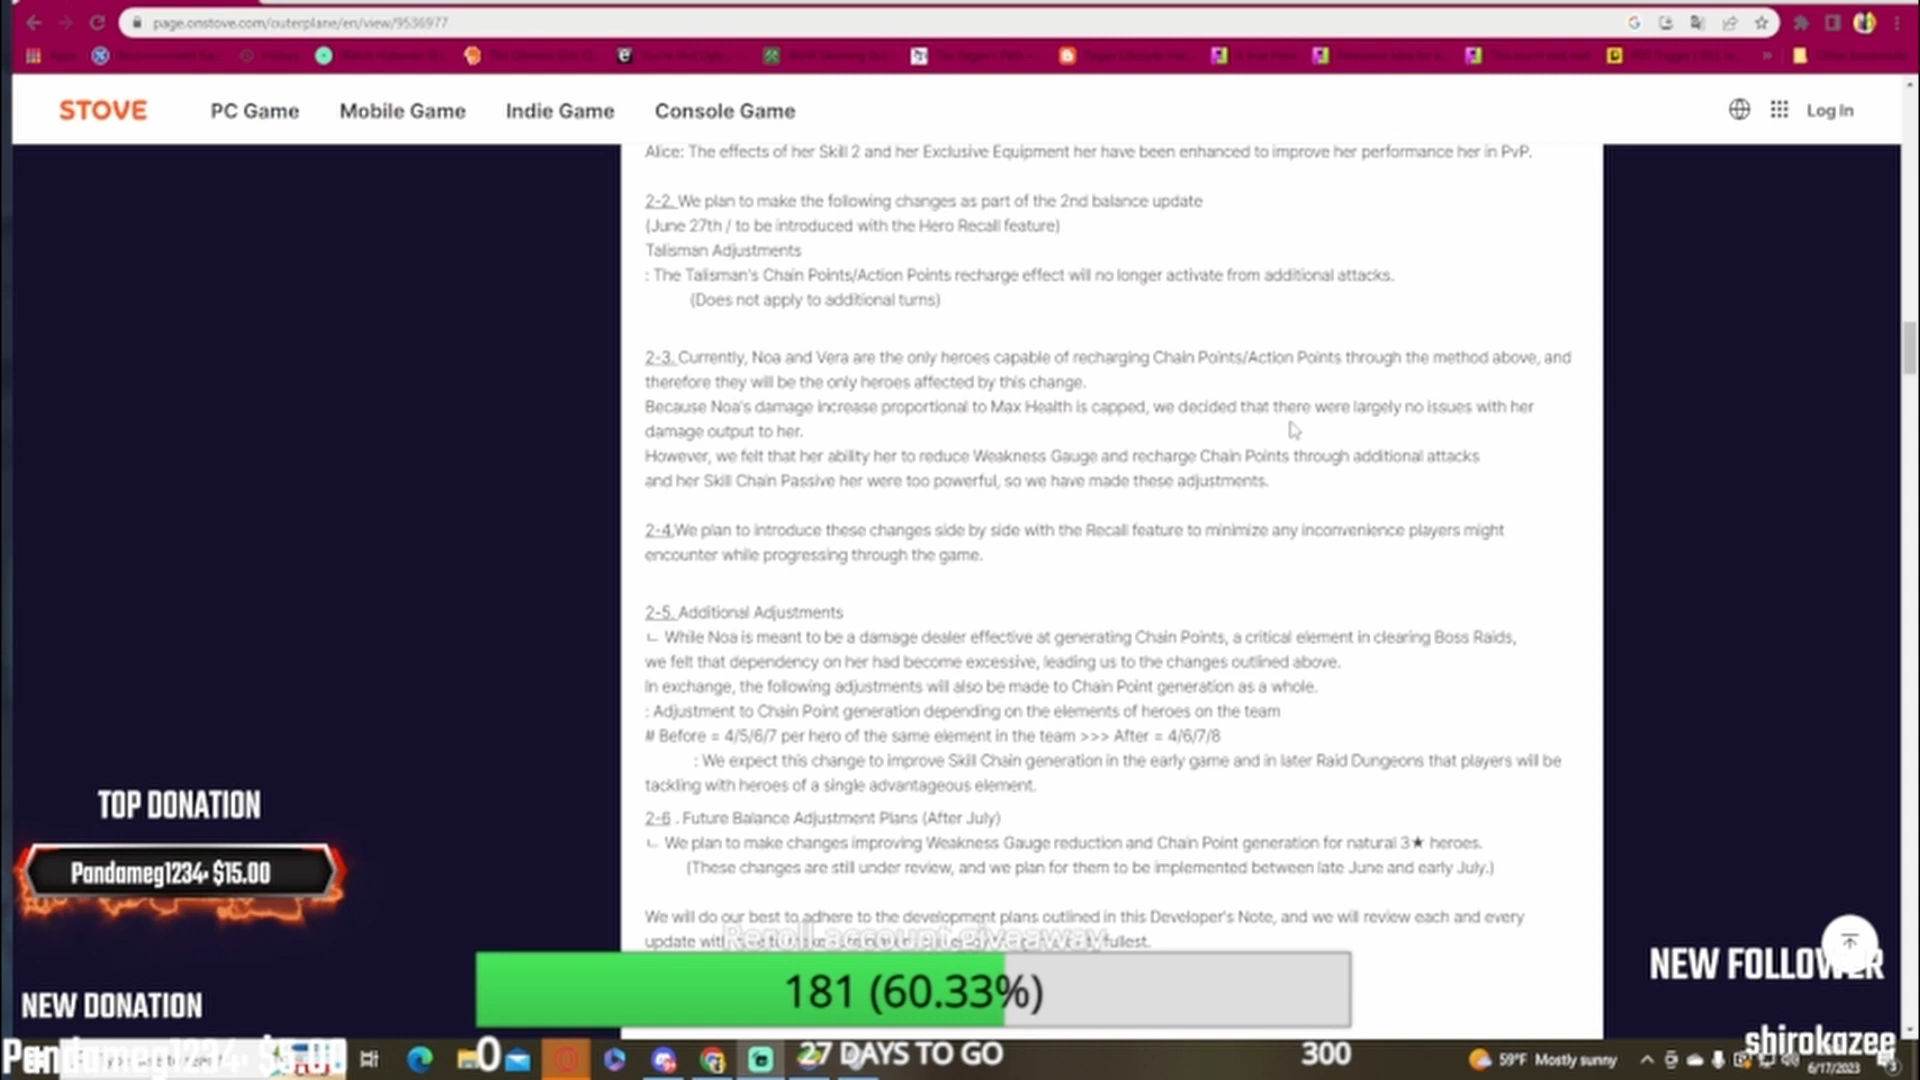 page.onstove.com/outerplane/en/view/9536977
STOVE
PC Game
Mobile Game
Indie Game
Console Game
Log In
Alice: The effects of her Skill 2 and her Exclusive Equipment her have been enhanced to improve her performance her in PvP.
2-2. We plan to make the following changes as part of the 2nd balance update
(June 27th / to be introduced with the Hero Recall feature)
Talisman Adjustments
: The Talisman's Chain Points/Action Points recharge effect will no longer activate from additional attacks.
(Does not apply to additional turns)
2-3. Currently, Noa and Vera are the only heroes capable of recharging Chain Points/Action Points through the method above, and
therefore they will be the only heroes affected by this change.
Because Noa's damage increase proportional to Max Health is capped, we decided that there were largely no issues with her
damage output to her.
However, we felt that her ability her to reduce Weakness Gauge and recharge Chain Points through additional attacks
and her Skill Chain Passive her were too powerful, so we have made these adjustments.
2-4.We plan to introduce these changes side by side with the Recall feature to minimize any inconvenience players might
encounter while progressing through the game.
2-5. Additional Adjustments
ㄴ While Noa is meant to be a damage dealer effective at generating Chain Points, a critical element in clearing Boss Raids,
we felt that dependency on her had become excessive, leading us to the changes outlined above.
In exchange, the following adjustments will also be made to Chain Point generation as a whole.
: Adjustment to Chain Point generation depending on the elements of heroes on the team
# Before = 4/5/6/7 per hero of the same element in the team >>> After = 4/6/7/8
: We expect this change to improve Skill Chain generation in the early game and in later Raid Dungeons that players will be
tackling with heroes of a single advantageous element.
2-6 . Future Balance Adjustment Plans (After July)
ㄴ We plan to make changes improving Weakness Gauge reduction and Chain Point generation for natural 3★ heroes.
(These changes are still under review, and we plan for them to be implemented between late June and early July.)
We will do our best to adhere to the development plans outlined in this Developer's Note, and we will review each and every
update fullest.
Reroll account giveaway
181 (60.33%)
0
27 DAYS TO GO
300
TOP DONATION
Pandameg1234: $15.00
NEW DONATION
Pandameg1234: $5.00
NEW FOLLOWER
shirokazee
59°F Mostly sunny
6/17/2023